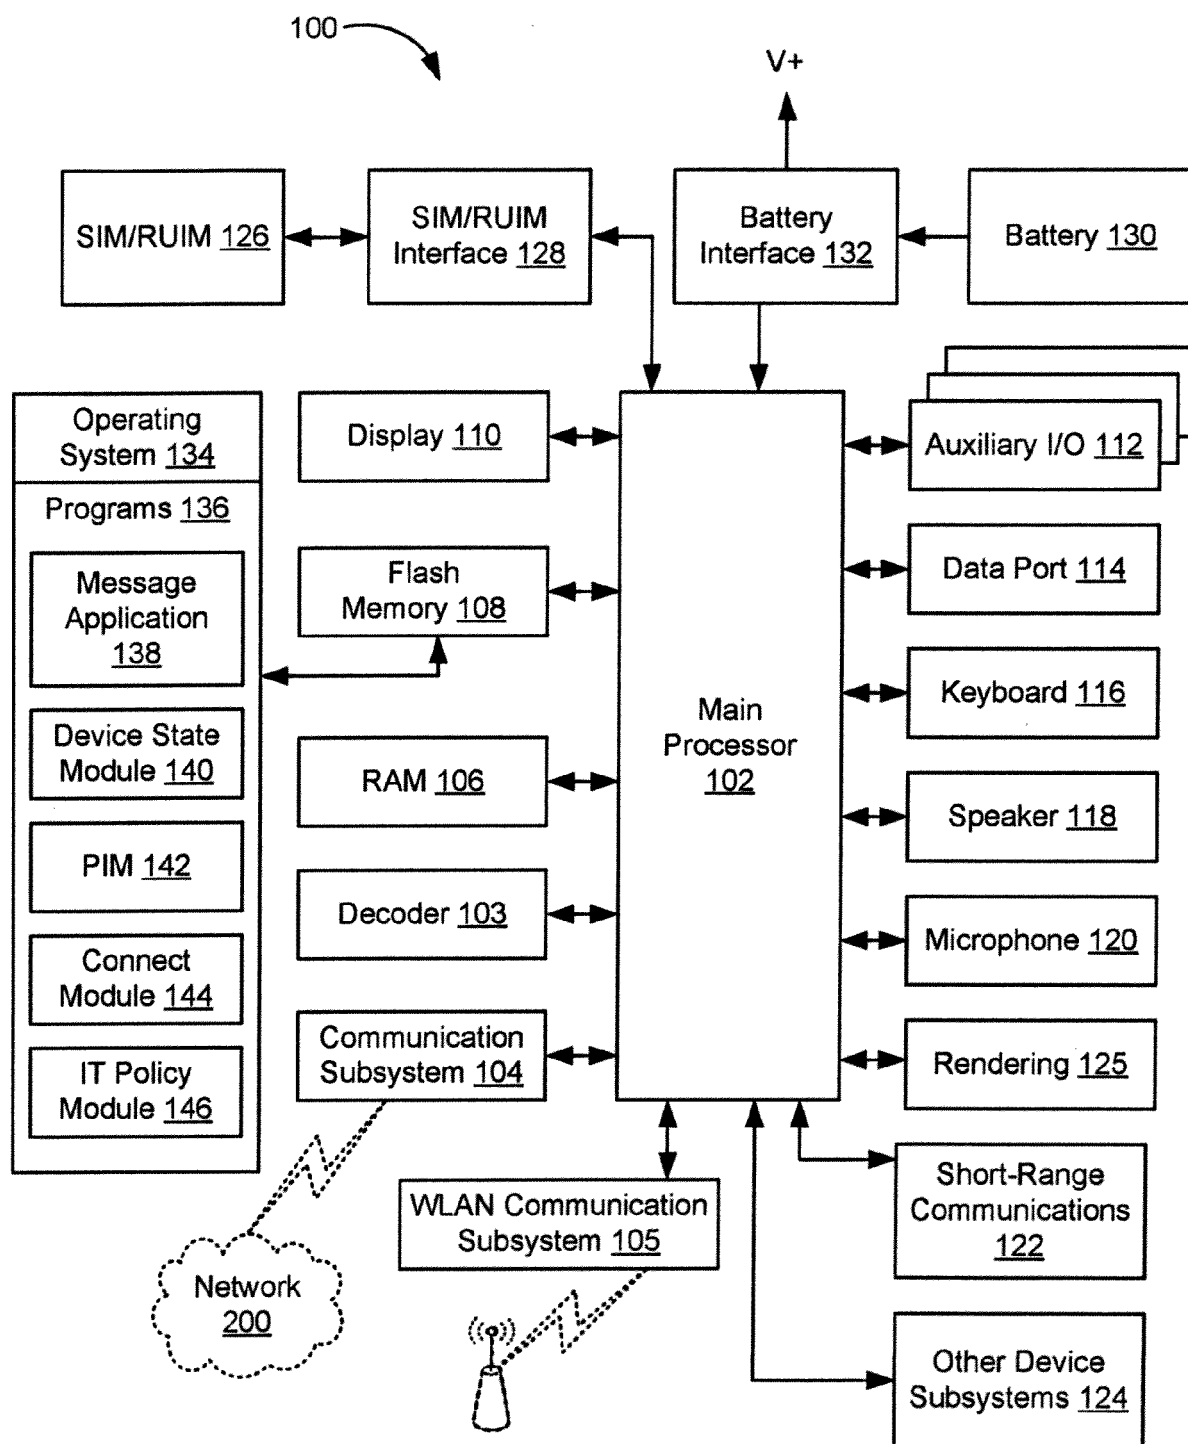 100
V+
SIM/RUIM 126
SIM/RUIM
Interface 128
Battery
Interface 132
Battery 130
Operating
System 134
Programs 136
Message
Application
138
Device State
Module 140
PIM 142
Connect
Module 144
IT Policy
Module 146
Display 110
Flash
Memory 108
RAM 106
Decoder 103
Communication
Subsystem 104
Main
Processor
102
Auxiliary I/O 112
Data Port 114
Keyboard 116
Speaker 118
Microphone 120
Rendering 125
Short-Range
Communications
122
Other Device
Subsystems 124
WLAN Communication
Subsystem 105
Network
200